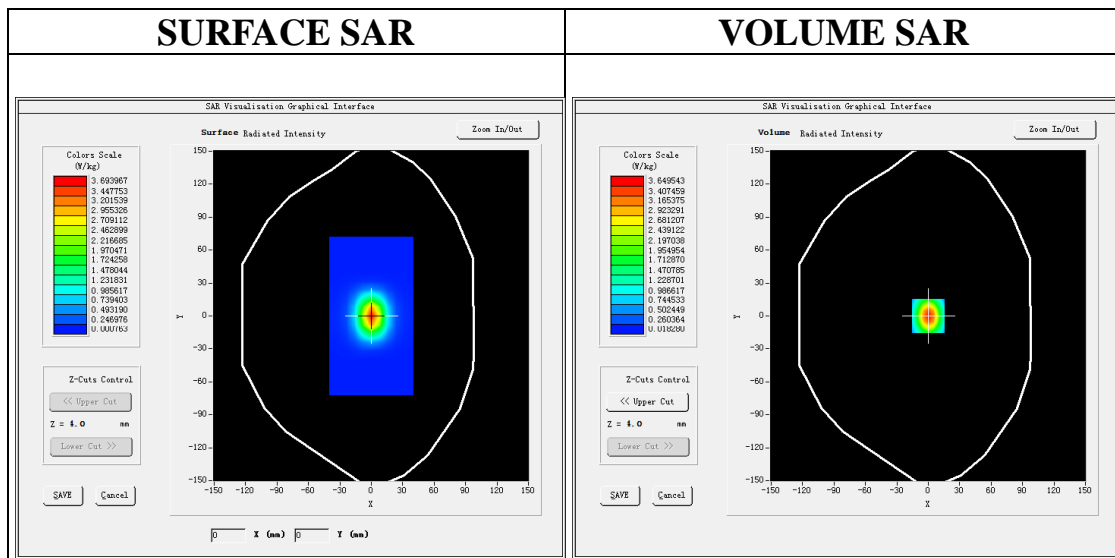 SURFACE SAR
VOLUME SAR
SAR Visualisation Graphical Interface
Surface Radiated Intensity
Zoom In/Out
Colors Scale
(W/kg)
3.693967
3.447753
3.201539
2.955326
2.709112
2.462899
2.216685
1.970471
1.724258
1.478044
1.231831
0.985617
0.739403
0.493190
0.246976
0.000763
Z-Cuts Control
<< Upper Cut
Z = 4.0 mm
Lower Cut >>
SAVE
Cancel
150
120
90
60
30
0
-30
-60
-90
-120
-150
Y
-150 -120 -90 -60 -30 0 30 60 90 120 150
X
0 X (mm) 0 Y (mm)
SAR Visualisation Graphical Interface
Volume Radiated Intensity
Zoom In/Out
Colors Scale
(W/kg)
3.649543
3.407459
3.165375
2.923291
2.681207
2.439122
2.197038
1.954954
1.712870
1.470785
1.228701
0.986617
0.744533
0.502449
0.260364
0.018280
Z-Cuts Control
<< Upper Cut
Z = 4.0 mm
Lower Cut >>
SAVE
Cancel
150
120
90
60
30
0
-30
-60
-90
-120
-150
Y
-150 -120 -90 -60 -30 0 30 60 90 120 150
X